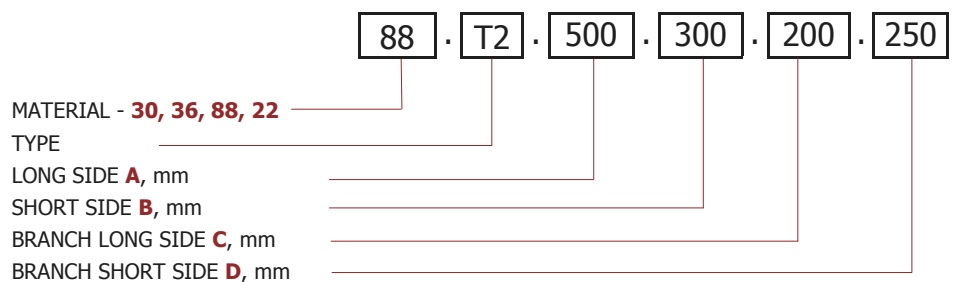 88 . T2 . 500 . 300 . 200 . 250
MATERIAL - 30, 36, 88, 22
TYPE
LONG SIDE A, mm
SHORT SIDE B, mm
BRANCH LONG SIDE C, mm
BRANCH SHORT SIDE D, mm